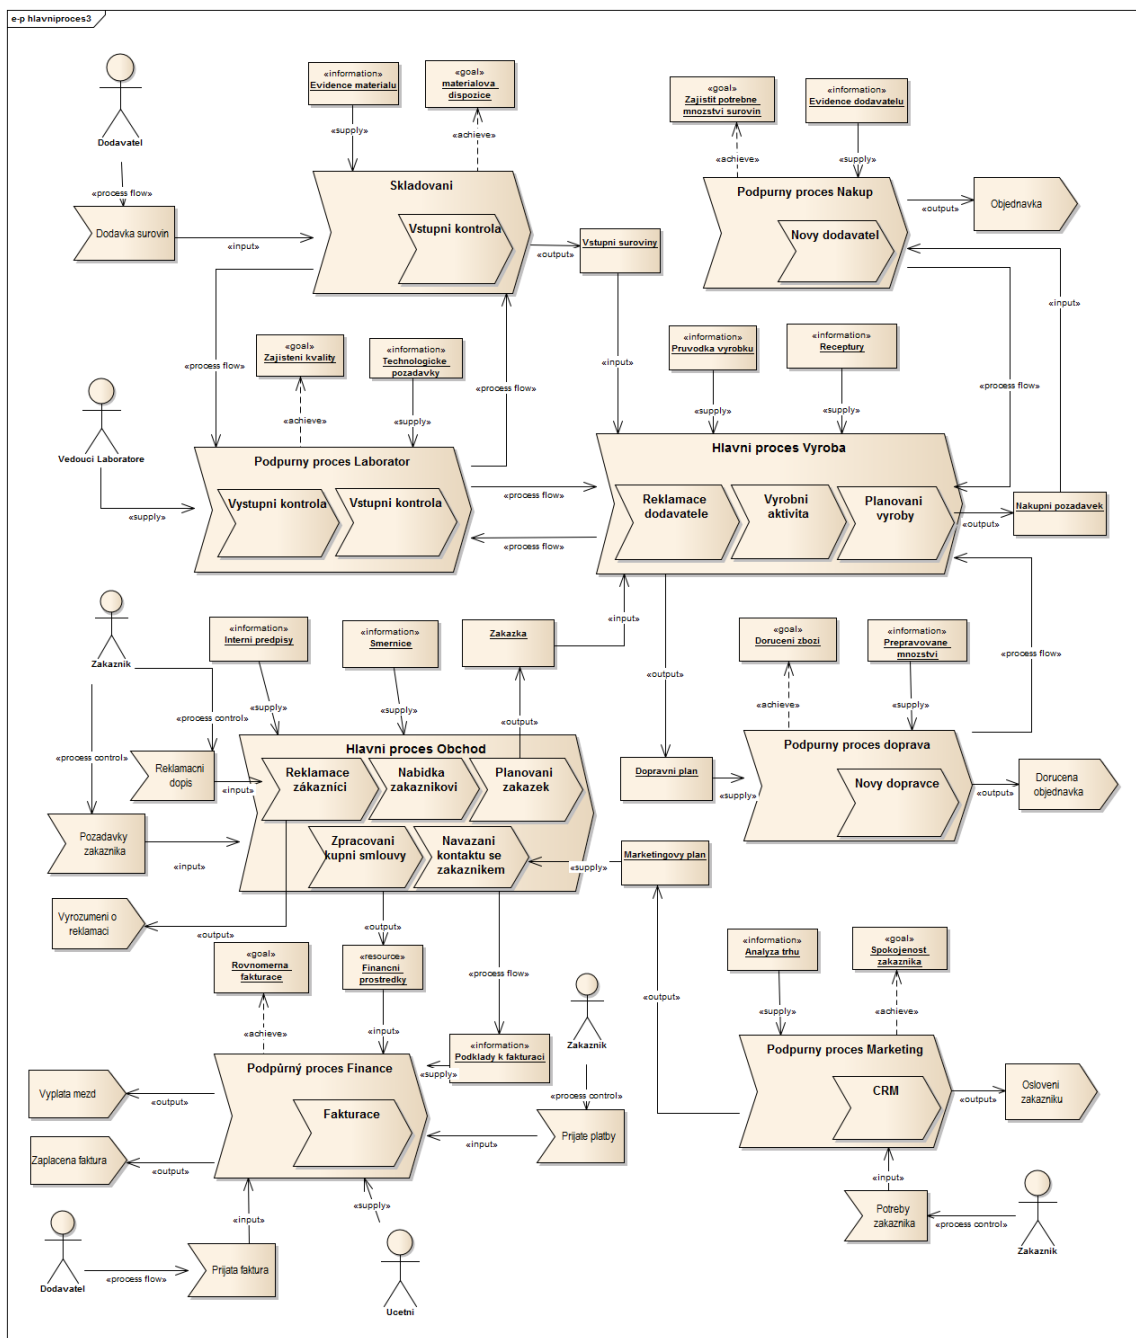 e-p hlavniproces3
Dodavatel
«process flow»
Dodavka surovin
«input»
«information»
Evidence materialu
«supply»
«goal»
materialova
dispozice
«achieve»
Skladovani
Vstupni kontrola
«output»
Vstupni suroviny
«input»
«goal»
Zajistit potrebne
mnozstvi surovin
«achieve»
«information»
Evidence dodavatelu
«supply»
Podpurny proces Nakup
Novy dodavatel
«output»
Objednavka
«input»
«process flow»
«process flow»
«goal»
Zajisteni kvality
«achieve»
«information»
Technologicke
pozadavky
«supply»
«process flow»
«information»
Pruvodka vyrobku
«supply»
«information»
Receptury
«supply»
Vedouci Laboratore
«supply»
Podpurny proces Laborator
Vystupni kontrola
Vstupni kontrola
«process flow»
«process flow»
Hlavni proces Vyroba
Reklamace
dodavatele
Vyrobni
aktivita
Planovani
vyroby
«output»
Nakupni pozadavek
Zakaznik
«process control»
«process control»
Reklamacni
dopis
«input»
Pozadavky
zakaznika
«input»
«information»
Interni predpisy
«supply»
«information»
Smernice
«supply»
Zakazka
«output»
«input»
«output»
«goal»
Doruceni zbozi
«achieve»
«information»
Prepravovane
mnozstvi
«supply»
«process flow»
Hlavni proces Obchod
Reklamace
zákazníci
Nabidka
zakaznikovi
Planovani
zakazek
Zpracovani
kupni smlouvy
Navazani
kontaktu se
zakaznikem
Dopravni plan
«supply»
Podpurny proces doprava
Novy dopravce
«output»
Dorucena
objednavka
«supply»
Marketingovy plan
Vyrozumeni o
reklamaci
«output»
«output»
«process flow»
«output»
«goal»
Rovnomerna
fakturace
«achieve»
«resource»
Financni
prostredky
«input»
«information»
Podklady k fakturaci
«supply»
Zakaznik
«process control»
Prijate platby
«input»
«information»
Analyza trhu
«supply»
«goal»
Spokojenost
zakaznika
«achieve»
Podpůrný proces Finance
Fakturace
Vyplata mezd
«output»
Zaplacena faktura
«output»
Podpurny proces Marketing
CRM
«output»
Osloveni
zakazniku
«input»
Potreby
zakaznika
«process control»
Zakaznik
«input»
«supply»
Dodavatel
«process flow»
Prijata faktura
Ucetni